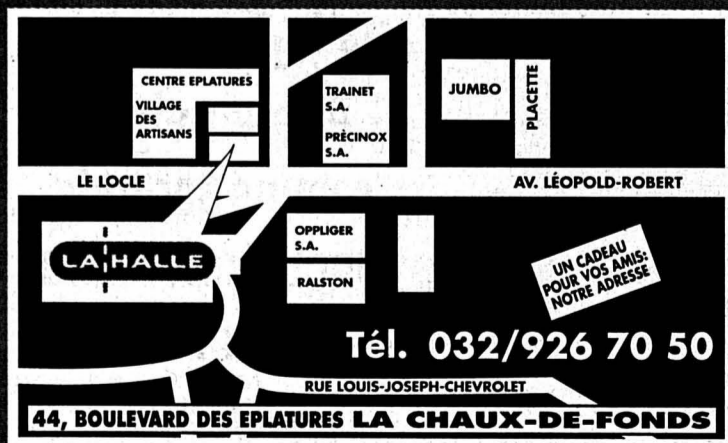 CENTRE EPLATURES
VILLAGE
DES
ARTISANS
TRAINET
S.A.
PRÉCINOX
S.A.
JUMBO
PLACETTE
LE LOCLE
AV. LÉOPOLD-ROBERT
LA HALLE
OPPLIGER
S.A.
RALSTON
UN CADEAU
POUR VOS AMIS:
NOTRE ADRESSE
Tél. 032/926 70 50
RUE LOUIS-JOSEPH-CHEVROLET
44, BOULEVARD DES EPLATURES LA CHAUX-DE-FONDS